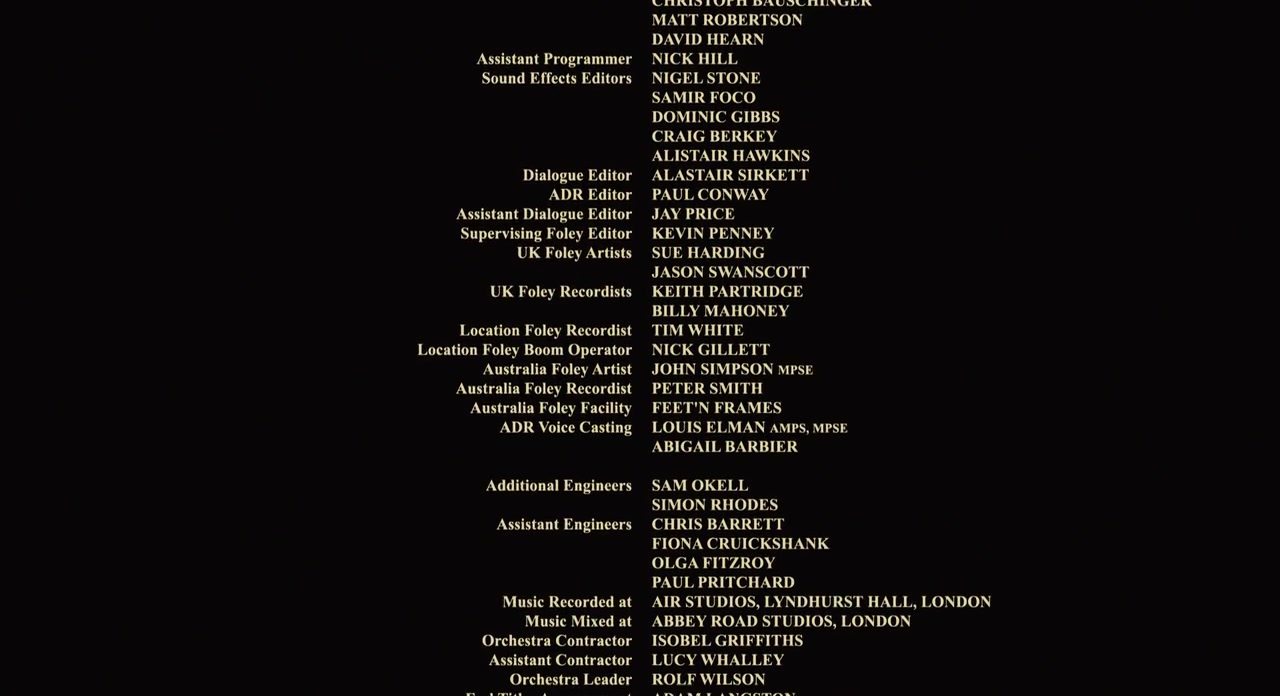 CHRISTOPH BAUSCHINGER
MATT ROBERTSON
DAVID HEARN
Assistant Programmer NICK HILL
Sound Effects Editors NIGEL STONE
SAMIR FOCO
DOMINIC GIBBS
CRAIG BERKEY
ALISTAIR HAWKINS
Dialogue Editor ALASTAIR SIRKETT
ADR Editor PAUL CONWAY
Assistant Dialogue Editor JAY PRICE
Supervising Foley Editor KEVIN PENNEY
UK Foley Artists SUE HARDING
JASON SWANSCOTT
UK Foley Recordists KEITH PARTRIDGE
BILLY MAHONEY
Location Foley Recordist TIM WHITE
Location Foley Boom Operator NICK GILLETT
Australia Foley Artist JOHN SIMPSON MPSE
Australia Foley Recordist PETER SMITH
Australia Foley Facility FEET'N FRAMES
ADR Voice Casting LOUIS ELMAN AMPS, MPSE
ABIGAIL BARBIER
Additional Engineers SAM OKELL
SIMON RHODES
Assistant Engineers CHRIS BARRETT
FIONA CRUICKSHANK
OLGA FITZROY
PAUL PRITCHARD
Music Recorded at AIR STUDIOS, LYNDHURST HALL, LONDON
Music Mixed at ABBEY ROAD STUDIOS, LONDON
Orchestra Contractor ISOBEL GRIFFITHS
Assistant Contractor LUCY WHALLEY
Orchestra Leader ROLF WILSON
ADAM LANGSTON